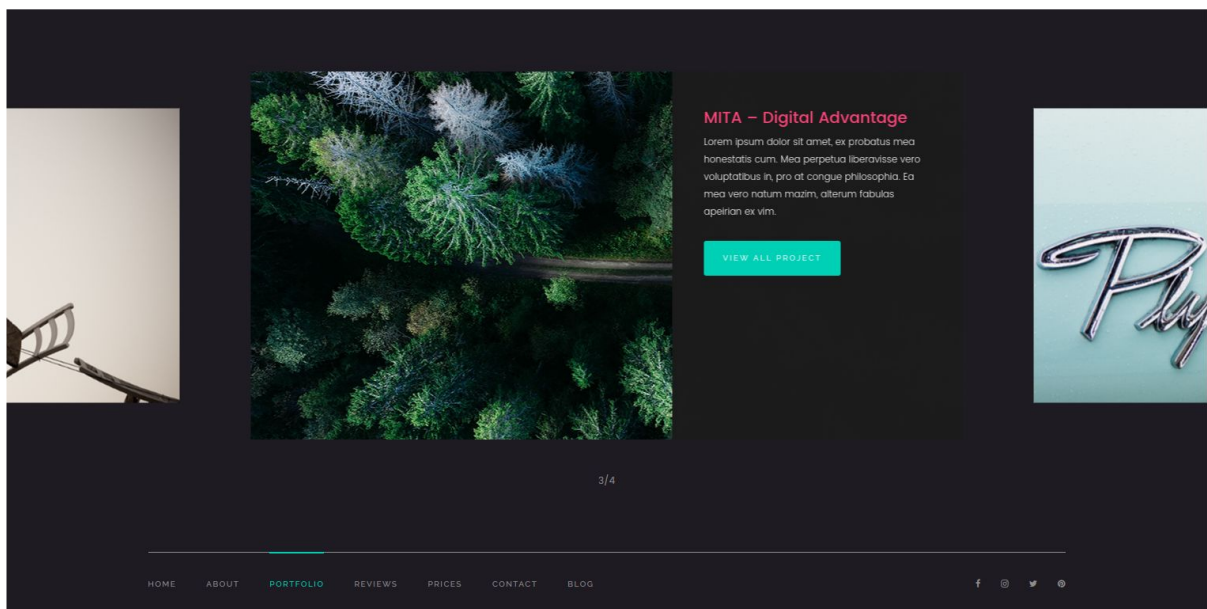 MITA – Digital Advantage
Lorem ipsum dolor sit amet, ex probatus mea
honestatis cum. Mea perpetua liberavisse vero
voluptatibus in, pro at congue philosophia. Ea
mea vero natum mazim, alterum fabulas
apeirian ex vim.
VIEW ALL PROJECT
3/4
HOME ABOUT PORTFOLIO REVIEWS PRICES CONTACT BLOG